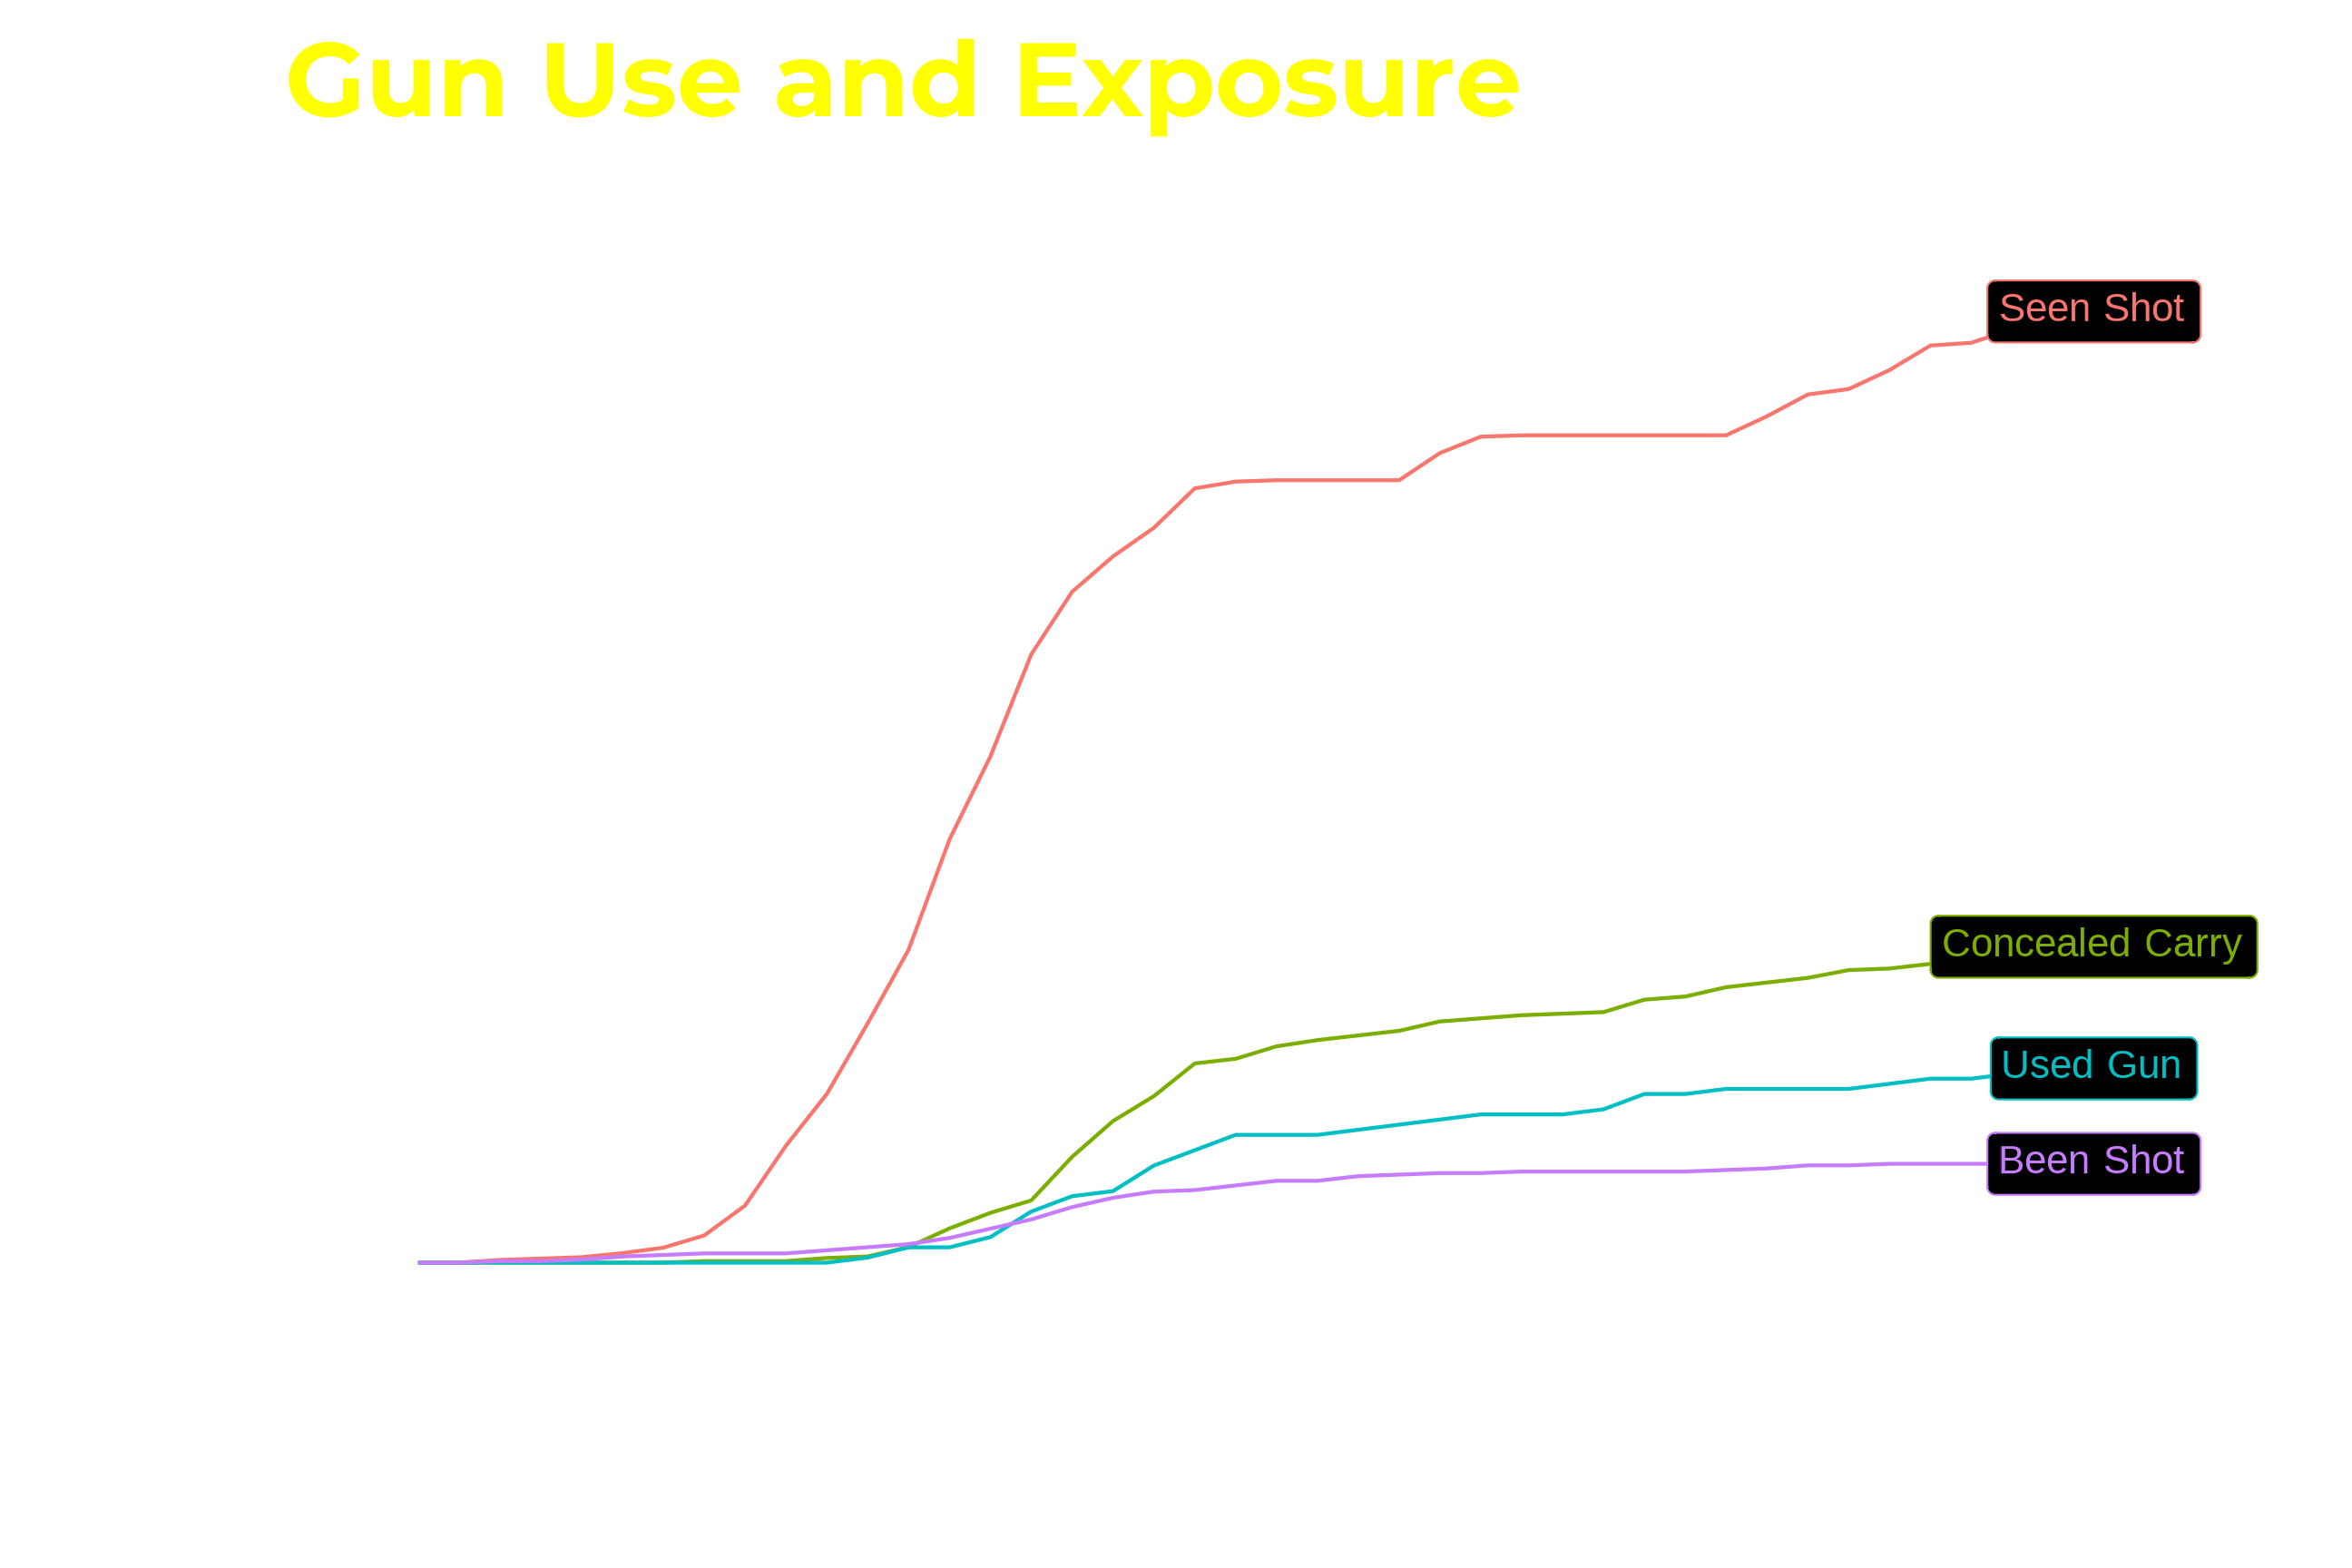 Gun Use and Exposure
Seen Shot
Concealed Carry
Used Gun
Been Shot